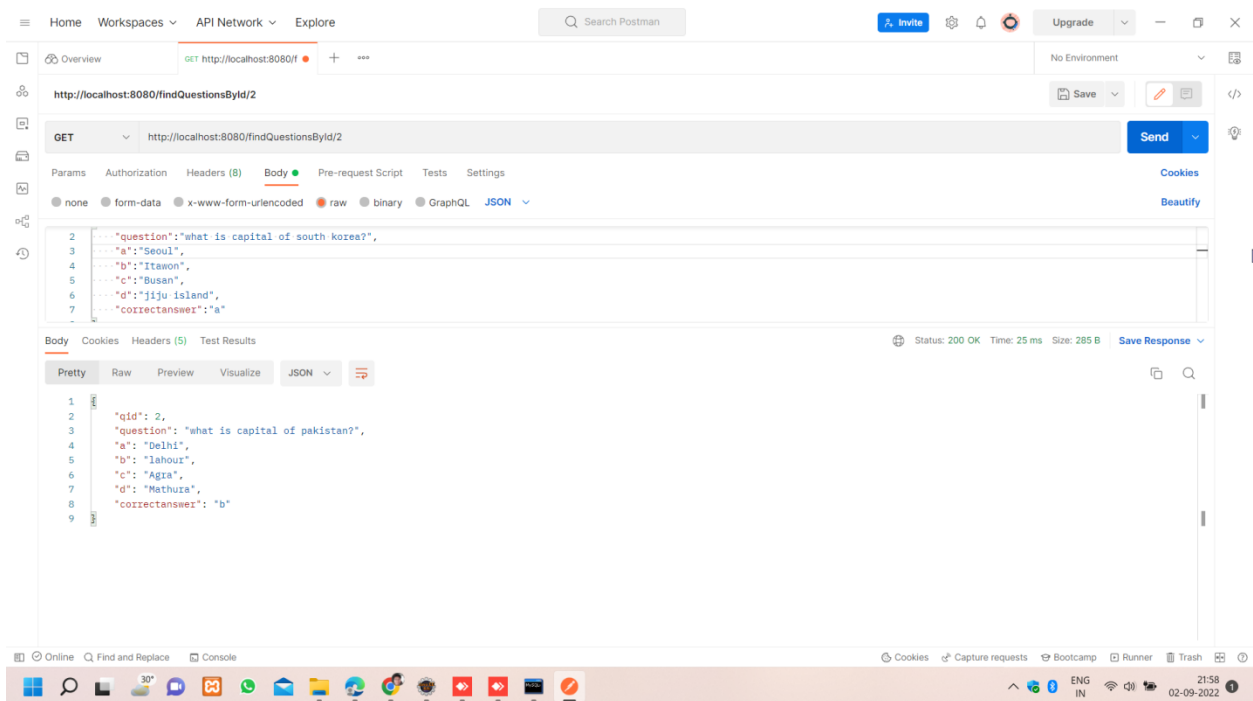 Home Workspaces API Network Explore Search Postman Invite Upgrade
Overview GET http://localhost:8080/f No Environment
http://localhost:8080/findQuestionsById/2 Save
GET http://localhost:8080/findQuestionsById/2 Send
Params Authorization Headers (8) Body Pre-request Script Tests Settings Cookies
none form-data x-www-form-urlencoded raw binary GraphQL JSON Beautify
2 "question":"what is capital of south korea?",
3 "a":"Seoul",
4 "b":"Itawon",
5 "c":"Busan",
6 "d":"jiju island",
7 "correctanswer":"a"
Body Cookies Headers (5) Test Results Status: 200 OK Time: 25 ms Size: 285 B Save Response
Pretty Raw Preview Visualize JSON
1 {
2 "qid": 2,
3 "question": "what is capital of pakistan?",
4 "a": "Delhi",
5 "b": "lahour",
6 "c": "Agra",
7 "d": "Mathura",
8 "correctanswer": "b"
9 }
Online Find and Replace Console Cookies Capture requests Bootcamp Runner Trash
30° ENG 21:58
IN 02-09-2022 1